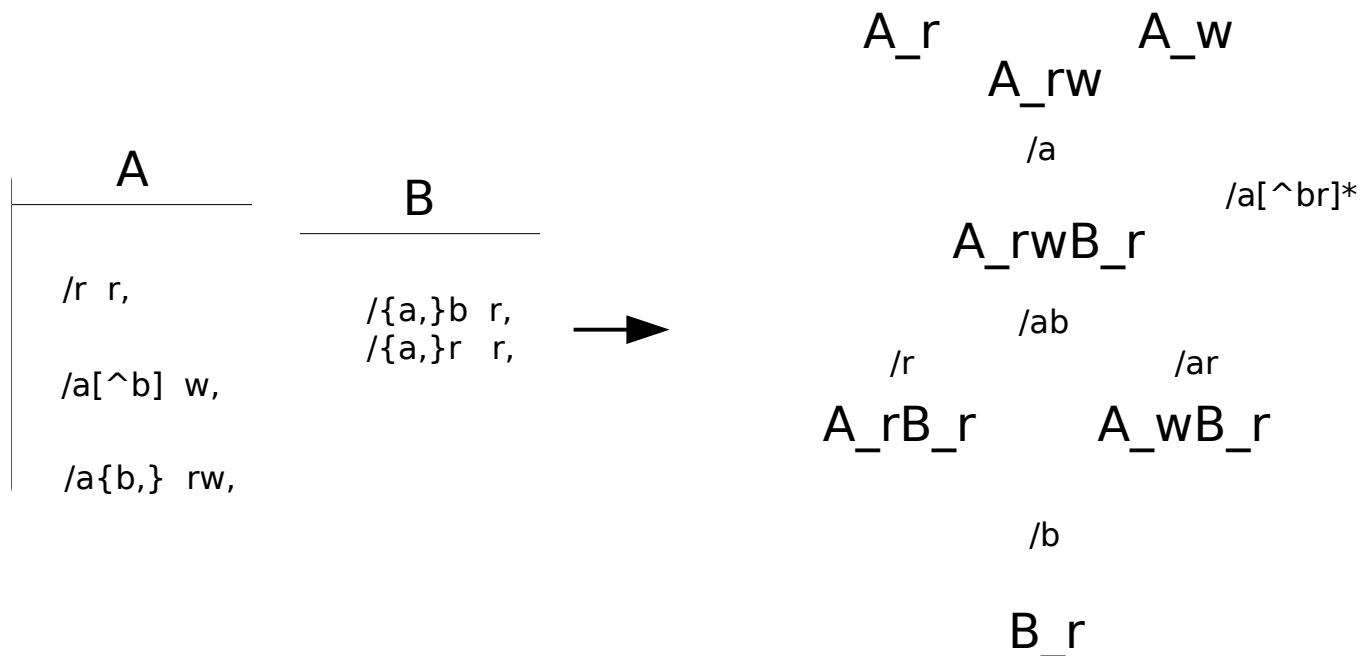 A
/r r,
/a[^b] w,
/a{b,} rw,
B
/{a,}b r,
/{a,}r r,
A_r
A_w
A_rw
/a
/a[^br]*
A_rwB_r
/ab
/r
/ar
A_rB_r
A_wB_r
/b
B_r